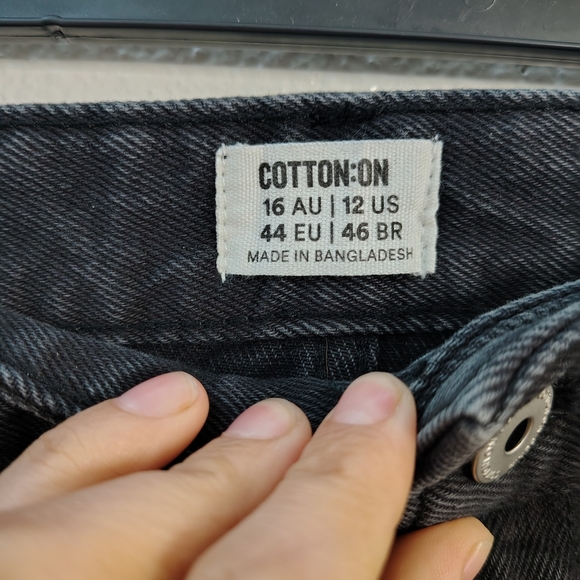 COTTON:ON
16 AU | 12 US
44 EU | 46 BR
MADE IN BANGLADESH